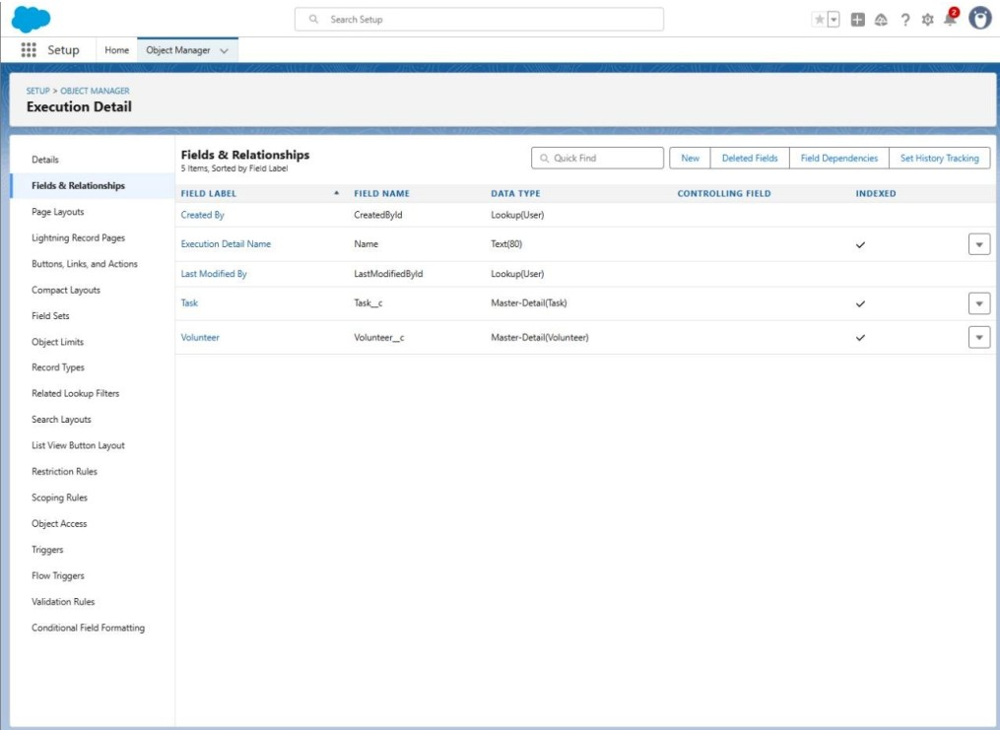 Search Setup
2
Setup Home Object Manager
SETUP > OBJECT MANAGER
Execution Detail
Details
Fields & Relationships
Page Layouts
Lightning Record Pages
Buttons, Links, and Actions
Compact Layouts
Field Sets
Object Limits
Record Types
Related Lookup Filters
Search Layouts
List View Button Layout
Restriction Rules
Scoping Rules
Object Access
Triggers
Flow Triggers
Validation Rules
Conditional Field Formatting
Fields & Relationships
5 Items, Sorted by Field Label
Quick Find New Deleted Fields Field Dependencies Set History Tracking
FIELD LABEL FIELD NAME DATA TYPE CONTROLLING FIELD INDEXED
Created By CreatedById Lookup(User)
Execution Detail Name Name Text(80)
Last Modified By LastModifiedById Lookup(User)
Task Task__c Master-Detail(Task)
Volunteer Volunteer__c Master-Detail(Volunteer)